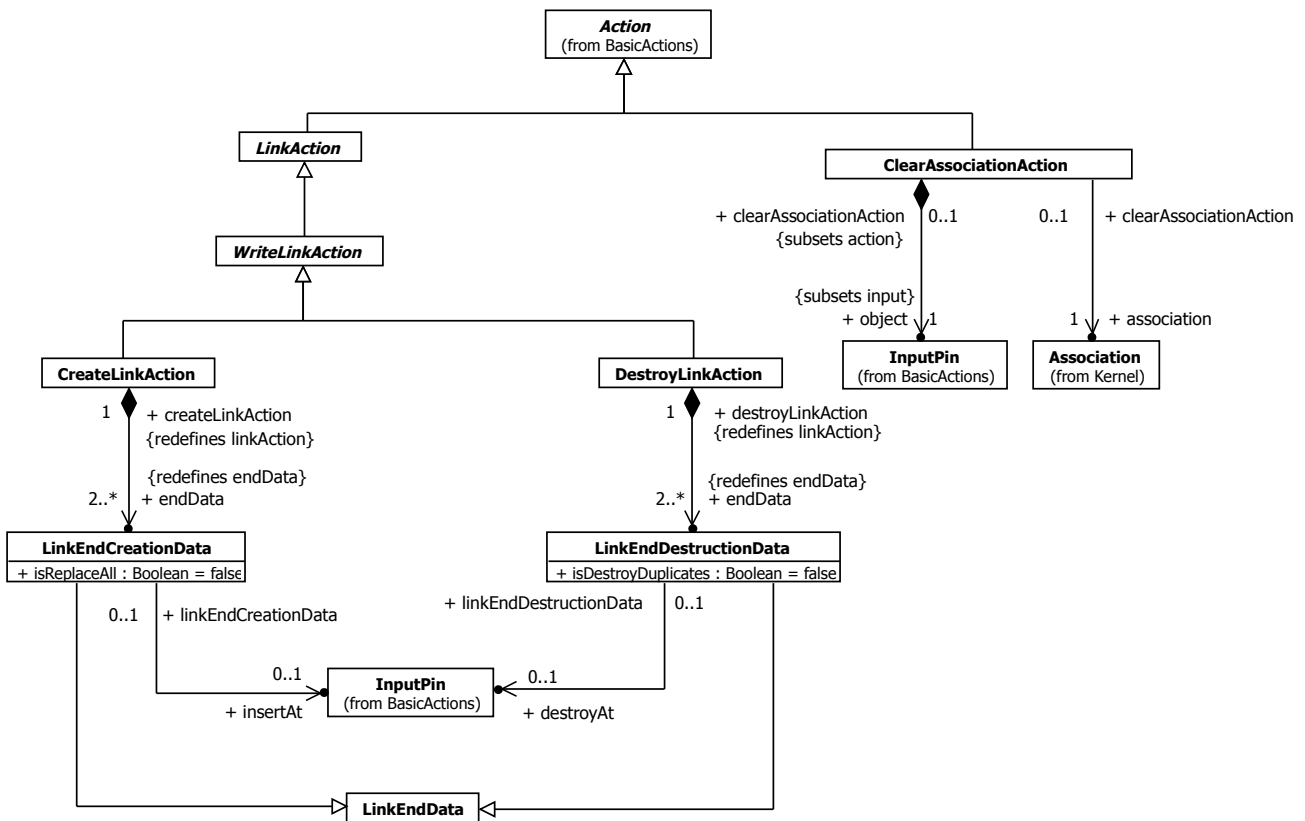 Action
(from BasicActions)
LinkAction
ClearAssociationAction
+ clearAssociationAction
0..1
{subsets action}
0..1
+ clearAssociationAction
WriteLinkAction
{subsets input}
+ object
1
1
+ association
InputPin
(from BasicActions)
Association
(from Kernel)
CreateLinkAction
DestroyLinkAction
1
+ createLinkAction
{redefines linkAction}
1
+ destroyLinkAction
{redefines linkAction}
{redefines endData}
2..*
+ endData
{redefines endData}
2..*
+ endData
LinkEndCreationData
+ isReplaceAll : Boolean = false
LinkEndDestructionData
+ isDestroyDuplicates : Boolean = false
0..1
+ linkEndCreationData
+ linkEndDestructionData
0..1
0..1
+ insertAt
InputPin
(from BasicActions)
0..1
+ destroyAt
LinkEndData